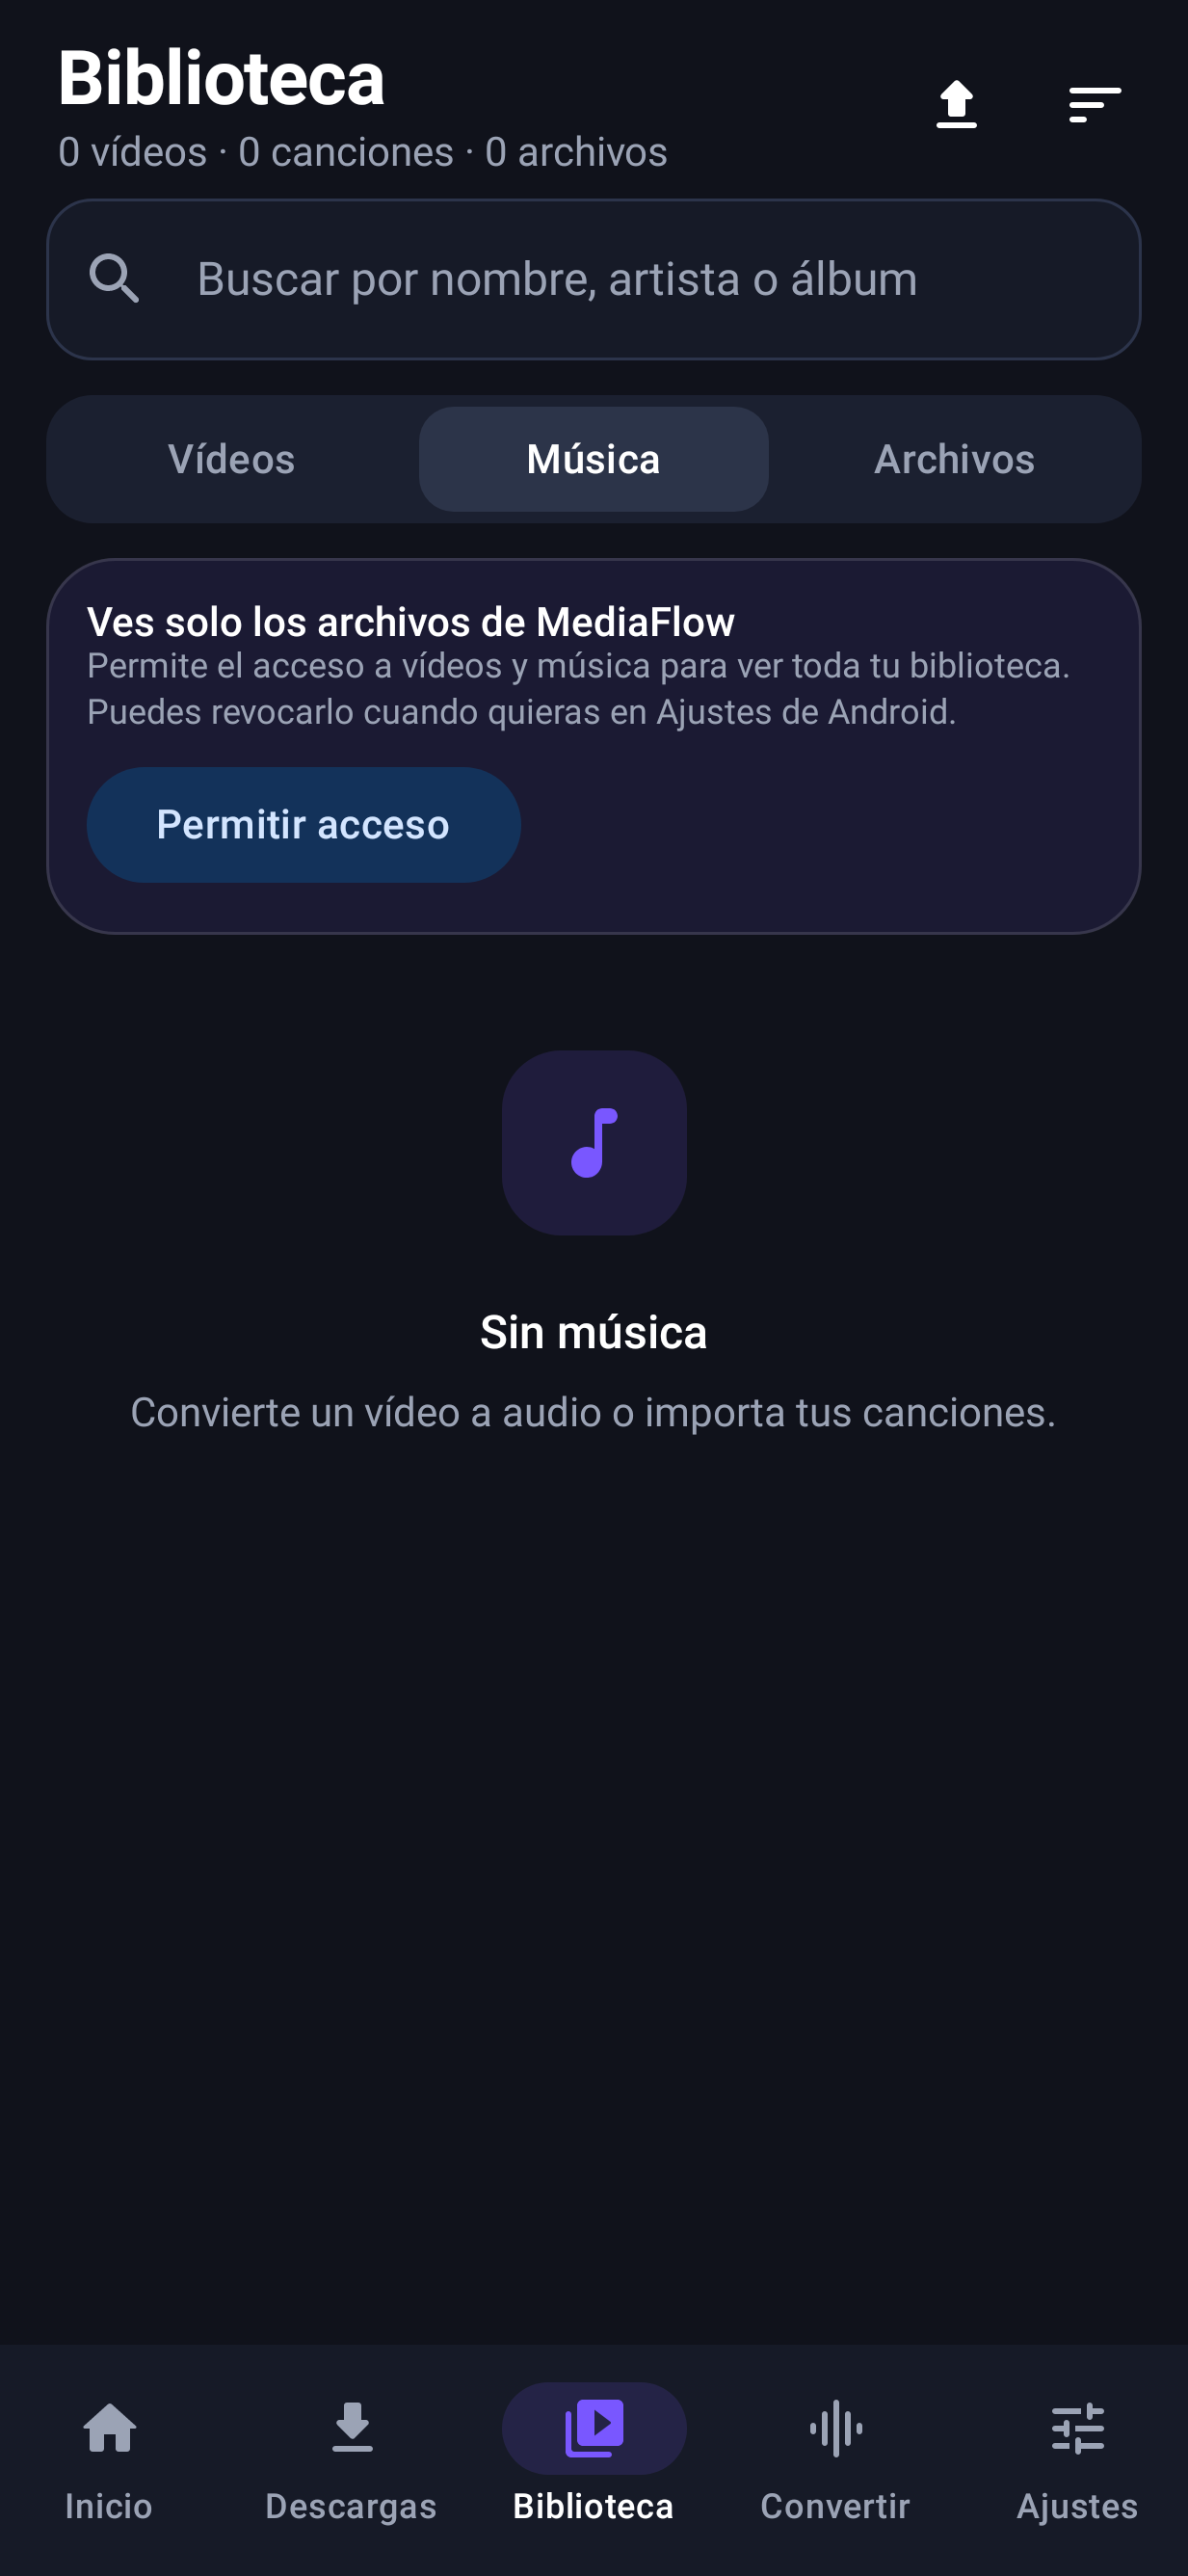 Biblioteca
0 vídeos · 0 canciones · 0 archivos
Buscar por nombre, artista o álbum
Vídeos
Música
Archivos
Ves solo los archivos de MediaFlow
Permite el acceso a vídeos y música para ver toda tu biblioteca.
Puedes revocarlo cuando quieras en Ajustes de Android.
Permitir acceso
Sin música
Convierte un vídeo a audio o importa tus canciones.
Inicio
Descargas
Biblioteca
Convertir
Ajustes